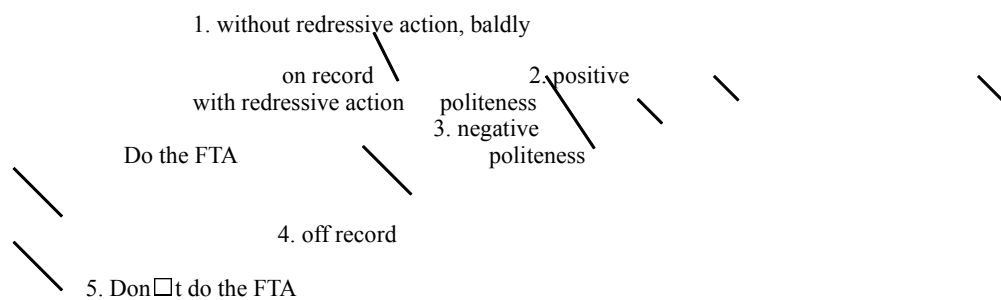 1. without redressive action, baldly
on record 2. positive
with redressive action politeness
3. negative
Do the FTA politeness
4. off record
5. Don□t do the FTA